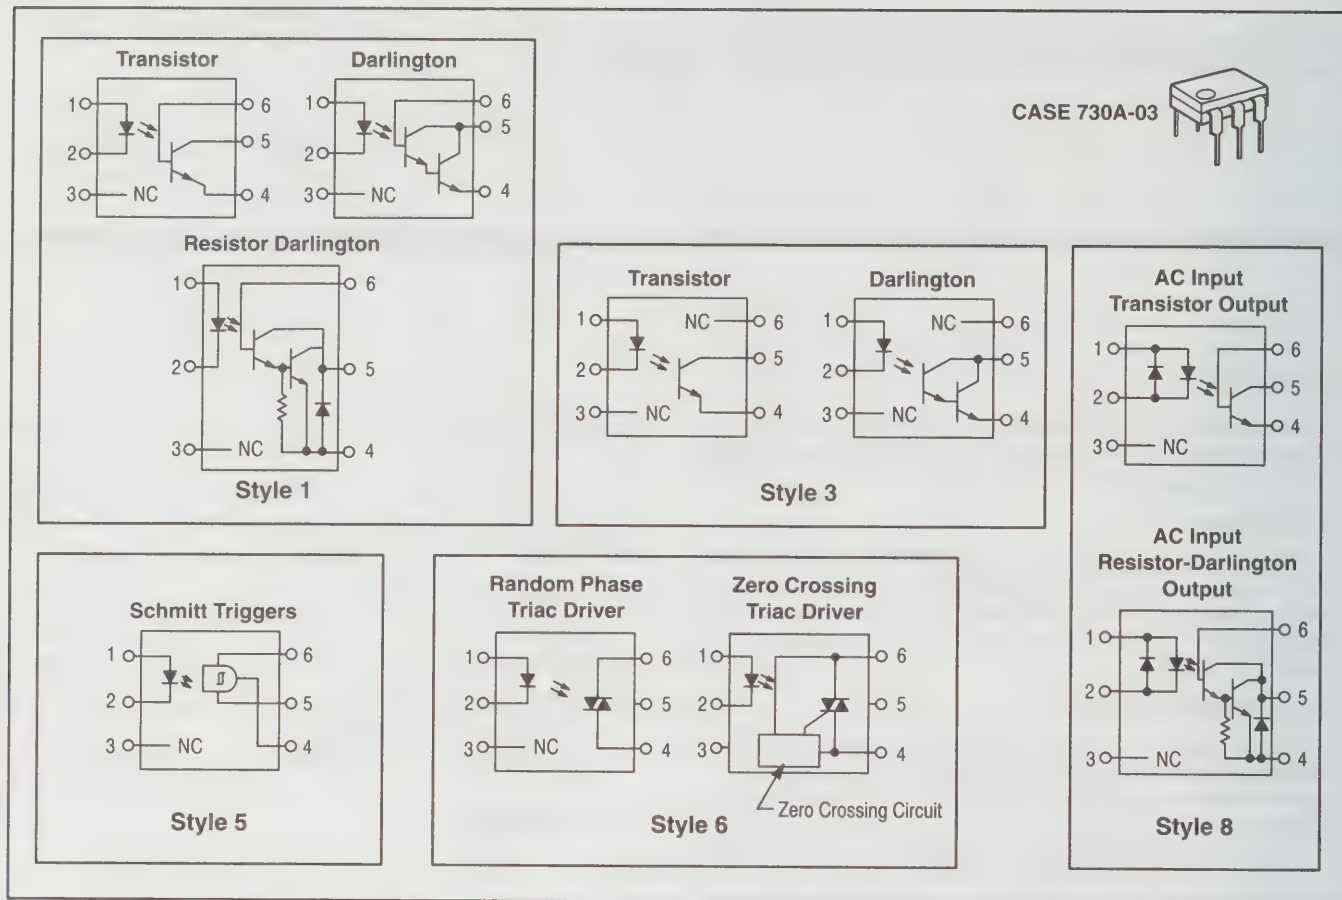 Transistor
Darlington
1
2
3
NC
6
5
4
1
2
3
NC
6
5
4
Resistor Darlington
1
2
3
NC
6
5
4
Style 1
CASE 730A-03
Transistor
Darlington
1
2
3
NC
NC
6
5
4
1
2
3
NC
NC
6
5
4
Style 3
AC Input
Transistor Output
1
2
3
NC
6
5
4
AC Input
Resistor-Darlington
Output
1
2
3
NC
6
5
4
Style 8
Schmitt Triggers
1
2
3
NC
6
5
4
Style 5
Random Phase
Triac Driver
1
2
3
NC
6
5
4
Zero Crossing
Triac Driver
1
2
3
6
5
4
Zero Crossing Circuit
Style 6